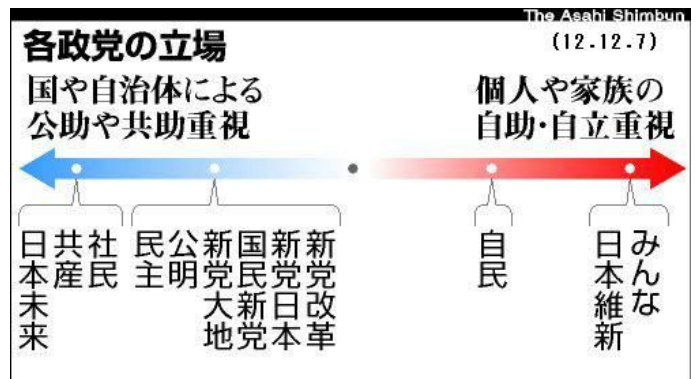 The Asahi Shimbun
各政党の立場
(12.12.7)
国や自治体による
公助や共助重視
個人や家族の
自助・自立重視
日本未来
共産
社民
民主
公明
新党大地
国民新党
新党日本
新党改革
自民
日本維新
みんな